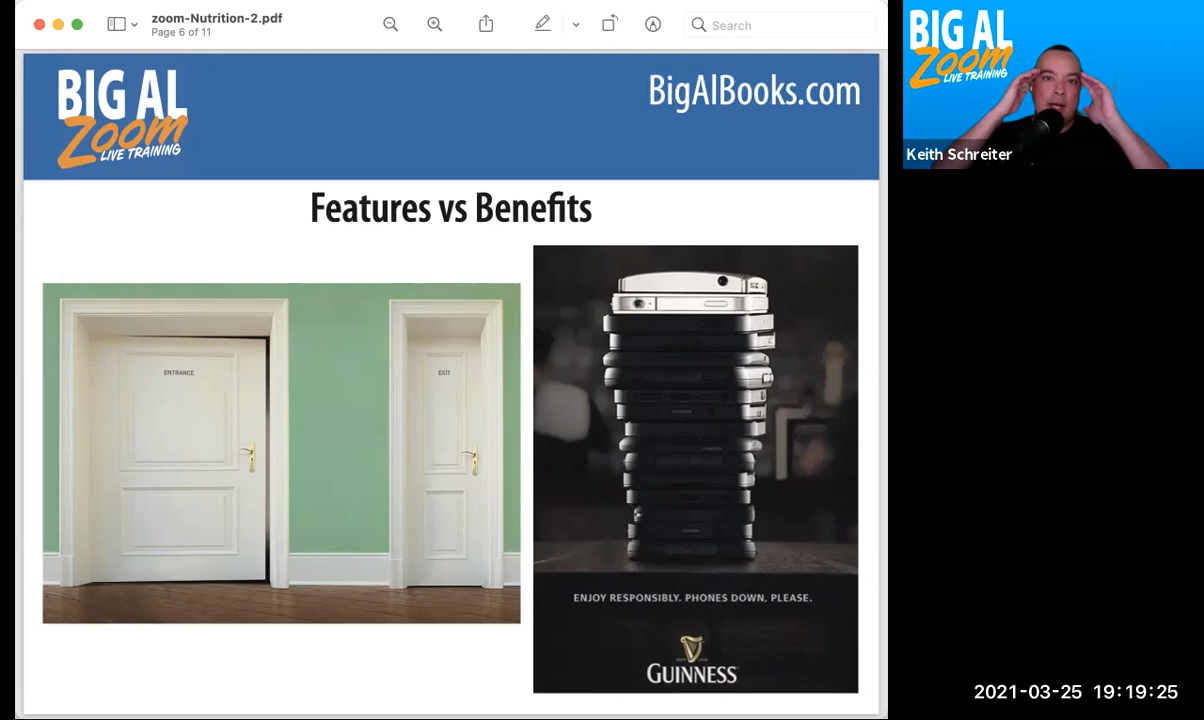 zoom-Nutrition-2.pdf
Page 6 of 11
Search
BIG AL
Zoom
LIVE TRAINING
BigAlBooks.com
Features vs Benefits
ENTRANCE
EXIT
ENJOY RESPONSIBLY. PHONES DOWN, PLEASE.
GUINNESS
BIG AL
Zoom
LIVE TRAINING
Keith Schreiter
2021-03-25 19:19:25